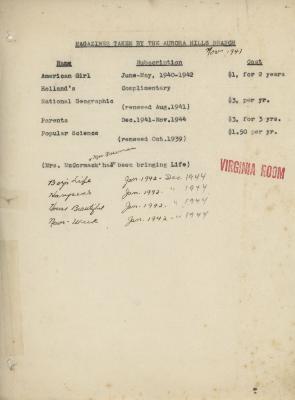 MAGAZINES TAKEN BY THE AURORA HILLS BRANCH
Nov 1941
Name Subscription Cost
American Girl June-May, 1940-1942 $1, for 2 years
Holland's Complimentary
National Geographic (renewed Aug.1941) $3, per yr.
Parents Dec.1941-Nov.1944 $3, for 3 yrs.
Popular Science (renewed Oct.1939) $1.50 per yr.
(Mrs. McCormack had been bringing Life)
VIRGINIA ROOM
Boys Life Jan 1942- Dec 1944
Harpers Jan. 1942- " 1944
House Beautiful Jan. 1942- " 1944
News-Week Jan. 1942- " 1944